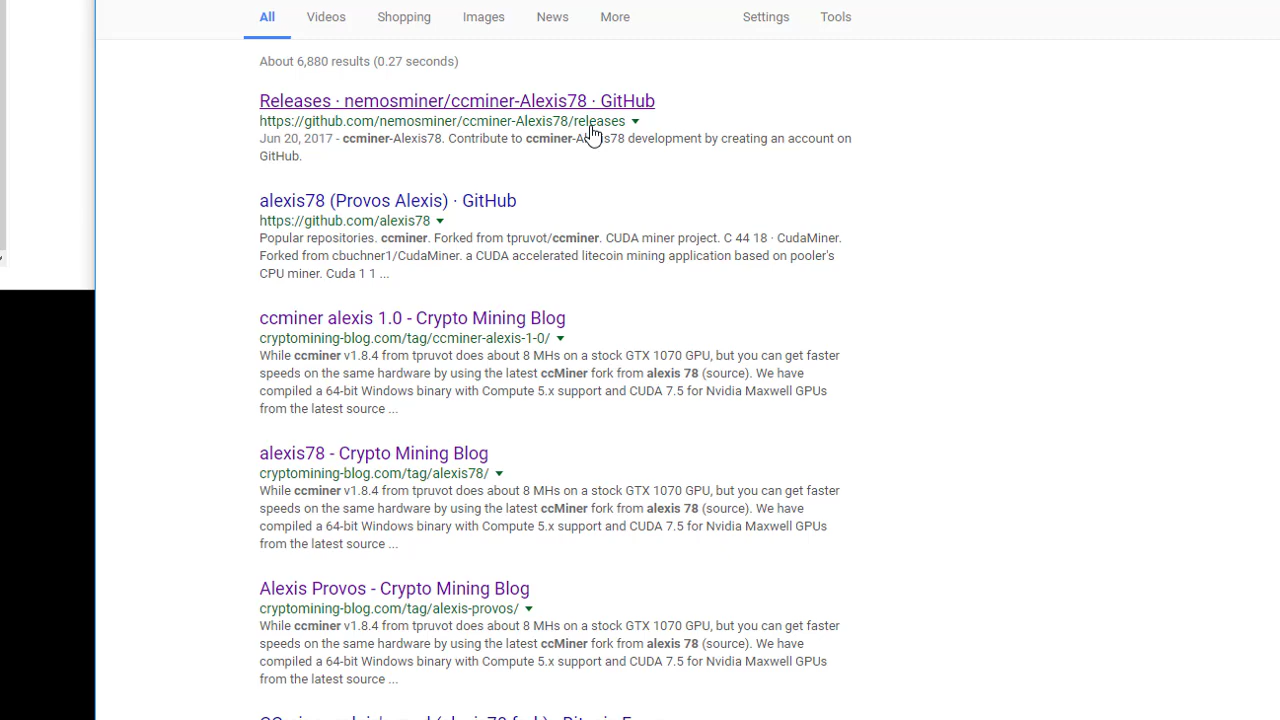 All Videos Shopping Images News More Settings Tools
About 6,880 results (0.27 seconds)
Releases · nemosminer/ccminer-Alexis78 · GitHub
https://github.com/nemosminer/ccminer-Alexis78/releases
Jun 20, 2017 - ccminer-Alexis78. Contribute to ccminer-Alexis78 development by creating an account on
GitHub.
alexis78 (Provos Alexis) · GitHub
https://github.com/alexis78
Popular repositories. ccminer. Forked from tpruvot/ccminer. CUDA miner project. C 44 18 · CudaMiner.
Forked from cbuchner1/CudaMiner. a CUDA accelerated litecoin mining application based on pooler's
CPU miner. Cuda 1 1 ...
ccminer alexis 1.0 - Crypto Mining Blog
cryptomining-blog.com/tag/ccminer-alexis-1-0/
While ccminer v1.8.4 from tpruvot does about 8 MHs on a stock GTX 1070 GPU, but you can get faster
speeds on the same hardware by using the latest ccMiner fork from alexis 78 (source). We have
compiled a 64-bit Windows binary with Compute 5.x support and CUDA 7.5 for Nvidia Maxwell GPUs
from the latest source ...
alexis78 - Crypto Mining Blog
cryptomining-blog.com/tag/alexis78/
While ccminer v1.8.4 from tpruvot does about 8 MHs on a stock GTX 1070 GPU, but you can get faster
speeds on the same hardware by using the latest ccMiner fork from alexis 78 (source). We have
compiled a 64-bit Windows binary with Compute 5.x support and CUDA 7.5 for Nvidia Maxwell GPUs
from the latest source ...
Alexis Provos - Crypto Mining Blog
cryptomining-blog.com/tag/alexis-provos/
While ccminer v1.8.4 from tpruvot does about 8 MHs on a stock GTX 1070 GPU, but you can get faster
speeds on the same hardware by using the latest ccMiner fork from alexis 78 (source). We have
compiled a 64-bit Windows binary with Compute 5.x support and CUDA 7.5 for Nvidia Maxwell GPUs
from the latest source ...